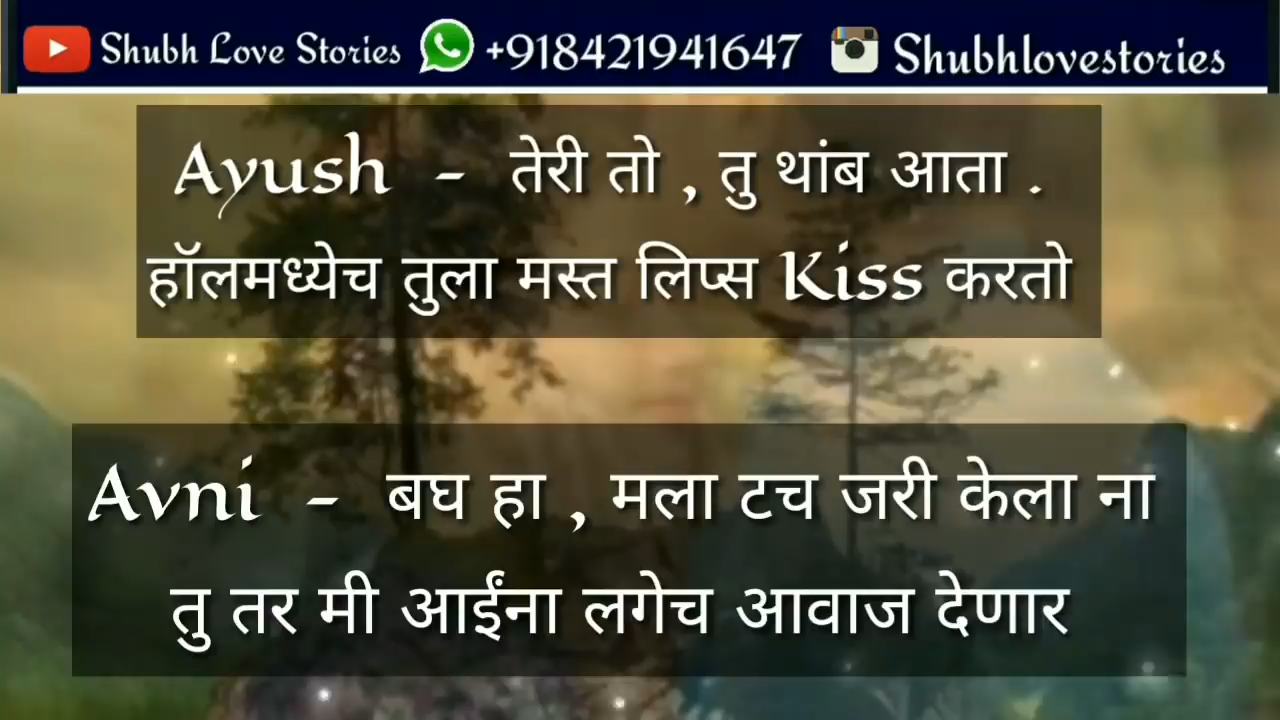 Shubh Love Stories +918421941647 Shubhlovestories
Ayush - तेरी तो , तु थांब आता .
हॉलमध्येच तुला मस्त लिप्स Kiss करतो
Avni - बघ हा , मला टच जरी केला ना
तु तर मी आईंना लगेच आवाज देणार